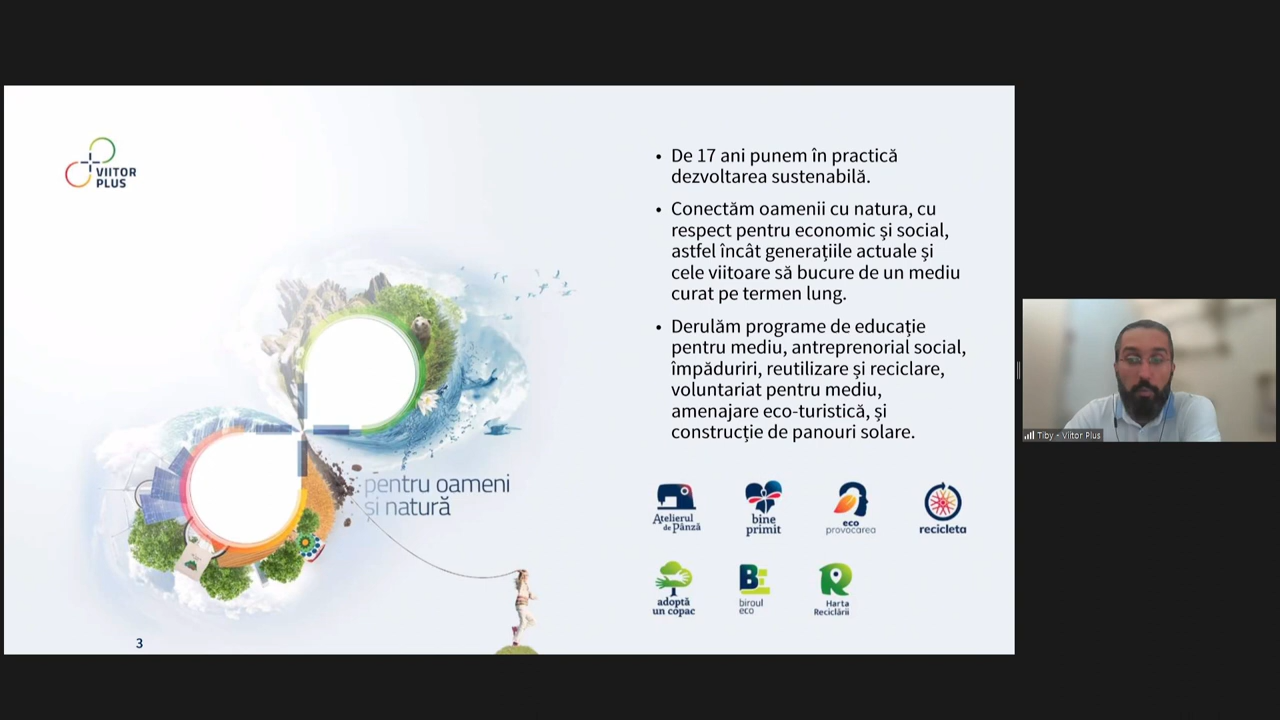 VIITOR
PLUS
• De 17 ani punem în practică
dezvoltarea sustenabilă.
• Conectăm oamenii cu natura, cu
respect pentru economic și social,
astfel încât generațiile actuale și
cele viitoare să bucure de un mediu
curat pe termen lung.
• Derulăm programe de educație
pentru mediu, antreprenorial social,
împăduriri, reutilizare și reciclare,
voluntariat pentru mediu,
amenajare eco-turistică, și
construcție de panouri solare.
pentru oameni
și natură
Atelierul
de Pânză
bine
primit
eco
provocarea
recicleta
adoptă
un copac
BE
biroul
eco
Harta
Reciclării
3
Tiby - Viitor Plus